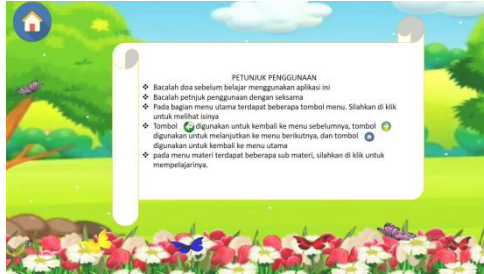 PETUNJUK PENGGUNAAN
❖ Bacalah doa sebelum belajar menggunakan aplikasi ini
❖ Bacalah petnjuk penggunaan dengan seksama
❖ Pada bagian menu utama terdapat beberapa tombol menu. Silahkan di klik
untuk melihat isinya
❖ Tombol digunakan untuk kembali ke menu sebelumnya, tombol
digunakan untuk melanjutkan ke menu berikutnya, dan tombol
digunakan untuk kembali ke menu utama
❖ pada menu materi terdapat beberapa sub materi, silahkan di klik untuk
mempelajarinya.